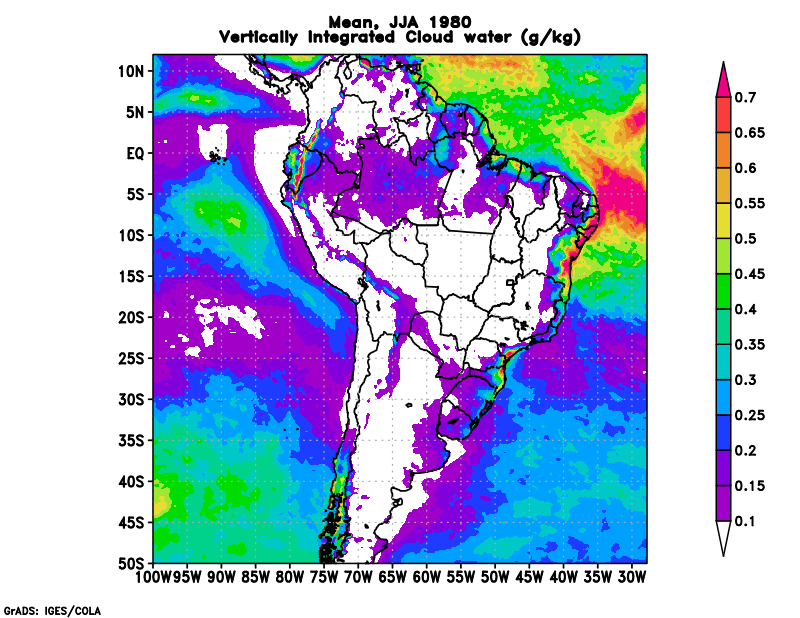 Mean, JJA 1980
Vertically Integrated Cloud water (g/kg)
10N
5N
EQ
5S
10S
15S
20S
25S
30S
35S
40S
45S
50S
100W 95W 90W 85W 80W 75W 70W 65W 60W 55W 50W 45W 40W 35W 30W
0.7
0.65
0.6
0.55
0.5
0.45
0.4
0.35
0.3
0.25
0.2
0.15
0.1
GrADS: IGES/COLA